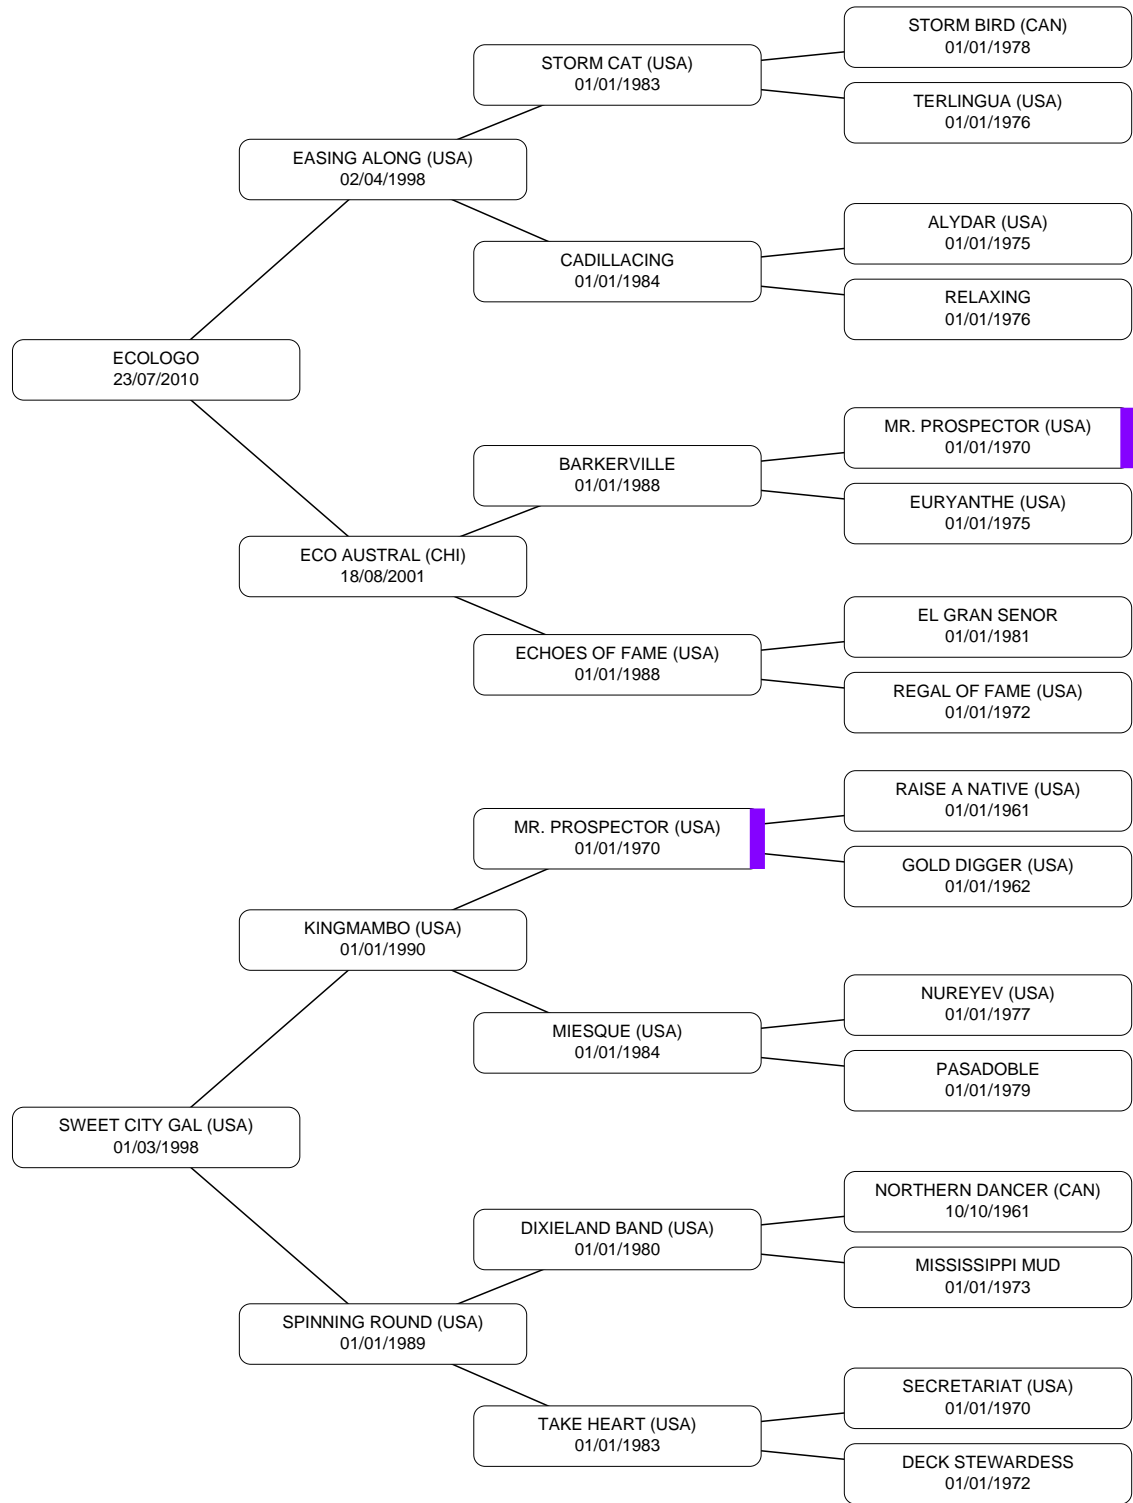 STORM BIRD (CAN)
01/01/1978
STORM CAT (USA)
01/01/1983
TERLINGUA (USA)
01/01/1976
EASING ALONG (USA)
02/04/1998
ALYDAR (USA)
01/01/1975
CADILLACING
01/01/1984
RELAXING
01/01/1976
ECOLOGO
23/07/2010
MR. PROSPECTOR (USA)
01/01/1970
BARKERVILLE
01/01/1988
EURYANTHE (USA)
01/01/1975
ECO AUSTRAL (CHI)
18/08/2001
EL GRAN SENOR
01/01/1981
ECHOES OF FAME (USA)
01/01/1988
REGAL OF FAME (USA)
01/01/1972
RAISE A NATIVE (USA)
01/01/1961
MR. PROSPECTOR (USA)
01/01/1970
GOLD DIGGER (USA)
01/01/1962
KINGMAMBO (USA)
01/01/1990
NUREYEV (USA)
01/01/1977
MIESQUE (USA)
01/01/1984
PASADOBLE
01/01/1979
SWEET CITY GAL (USA)
01/03/1998
NORTHERN DANCER (CAN)
10/10/1961
DIXIELAND BAND (USA)
01/01/1980
MISSISSIPPI MUD
01/01/1973
SPINNING ROUND (USA)
01/01/1989
SECRETARIAT (USA)
01/01/1970
TAKE HEART (USA)
01/01/1983
DECK STEWARDESS
01/01/1972